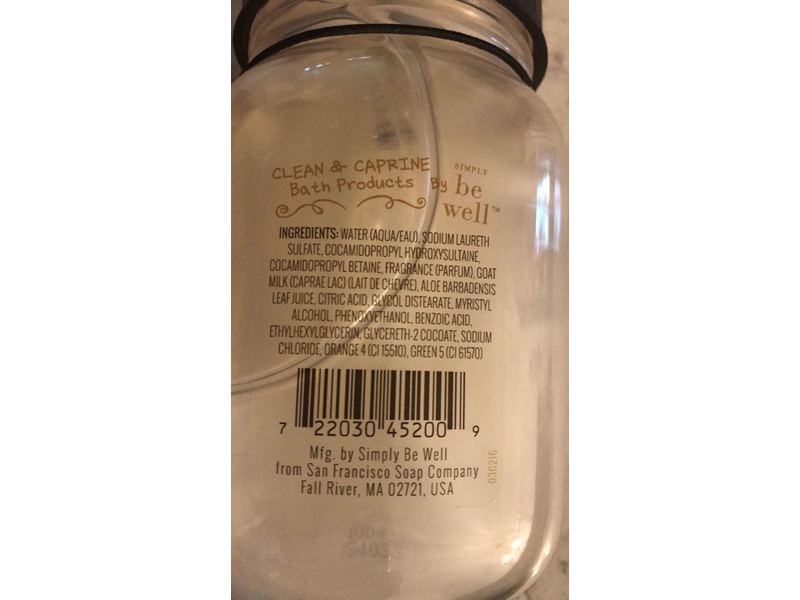 CLEAN & CAPRINE
Bath Products By
SIMPLY
be
well™
INGREDIENTS: WATER (AQUA/EAU), SODIUM LAURETH
SULFATE, COCAMIDOPROPYL HYDROXYSULTAINE,
COCAMIDOPROPYL BETAINE, FRAGRANCE (PARFUM), GOAT
MILK (CAPRAE LAC) (LAIT DE CHEVRE), ALOE BARBADENSIS
LEAF JUICE, CITRIC ACID, GLYCOL DISTEARATE, MYRISTYL
ALCOHOL, PHENOXYETHANOL, BENZOIC ACID,
ETHYLHEXYLGLYCERIN, GLYCERETH-2 COCOATE, SODIUM
CHLORIDE, ORANGE 4 (CI 15510), GREEN 5 (CI 61570)
7 22030 45200 9
Mfg. by Simply Be Well
from San Francisco Soap Company
Fall River, MA 02721, USA
030216